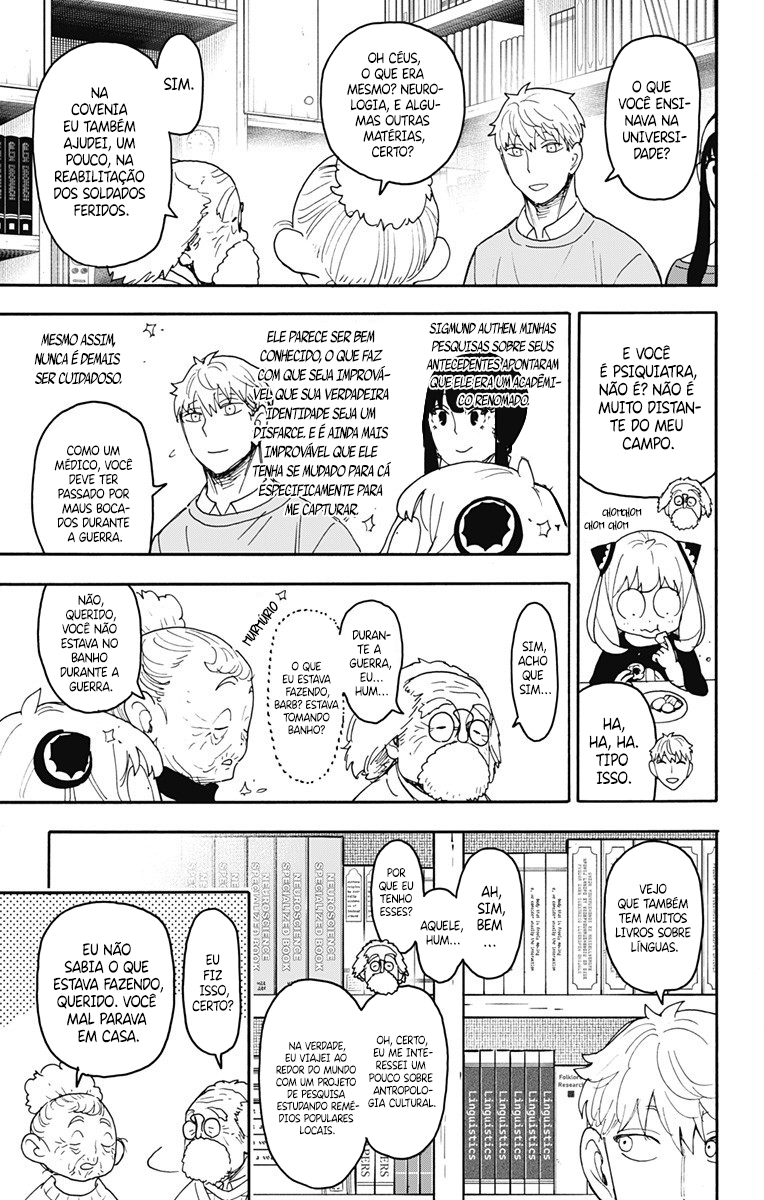 O QUE
VOCÊ ENSI-
NAVA NA
UNIVERSI-
DADE?
OH CÉUS,
O QUE ERA
MESMO? NEURO-
LOGIA, E ALGU-
MAS OUTRAS
MATÉRIAS,
CERTO?
SIM.
NA
COVENIA
EU TAMBÉM
AJUDEI, UM
POUCO, NA
REABILITAÇÃO
DOS SOLDADOS
FERIDOS.
E VOCÊ
É PSIQUIATRA,
NÃO É? NÃO É
MUITO DISTAN-
TE DO MEU
CAMPO.
CHOMCHOM
CHOM CHOM
HA,
HA, HA.
TIPO
ISSO.
SIGMUND AUTHEN. MINHAS
PESQUISAS SOBRE SEUS
ANTECEDENTES APONTARAM
QUE ELE ERA UM ACADÊMI-
CO RENOMADO.
ELE PARECE SER BEM
CONHECIDO, O QUE FAZ
COM QUE SEJA IMPROVÁ-
VEL QUE SUA VERDADEIRA
IDENTIDADE SEJA UM
DISFARCE. E É AINDA MAIS
IMPROVÁVEL QUE ELE
TENHA SE MUDADO PARA CÁ
ESPECIFICAMENTE PARA
ME CAPTURAR.
MESMO ASSIM,
NUNCA É DEMAIS
SER CUIDADOSO.
COMO UM
MÉDICO, VOCÊ
DEVE TER
PASSADO POR
MAUS BOCA-
DOS DURANTE
A GUERRA.
SIM,
ACHO
QUE
SIM...
DURAN-
TE A
GUERRA,
EU...
HUM...
MURMÚRIO
O QUE
EU ESTAVA
FAZENDO,
BARB? ESTAVA
TOMANDO
BANHO?
NÃO,
QUERIDO,
VOCÊ NÃO
ESTAVA NO
BANHO
DURANTE A
GUERRA.
VEJO
QUE TAMBÉM
TEM MUITOS
LIVROS SOBRE
LÍNGUAS.
AH,
SIM, BEM
...
AQUELE,
HUM...
POR
QUE EU
TENHO
ESSES?
OH, CERTO,
EU ME INTE-
RESSEI UM
POUCO SOBRE
ANTROPO-
LOGIA CULTURAL.
NA VERDADE,
EU VIAJEI AO
REDOR DO MUNDO
COM UM PROJETO
DE PESQUISA
ESTUDANDO REMÉ-
DIOS POPULARES
LOCAIS.
NEUROSCIENCE
SPECIALIZED BOOK
NEUROSCIENCE
SPECIALIZED BOOK
Linguistics
Linguistics
Linguistics
Linguistics
EU
FIZ
ISSO,
CERTO?
EU NÃO
SABIA O QUE
ESTAVA FAZENDO,
QUERIDO. VOCÊ
MAL PARAVA
EM CASA.